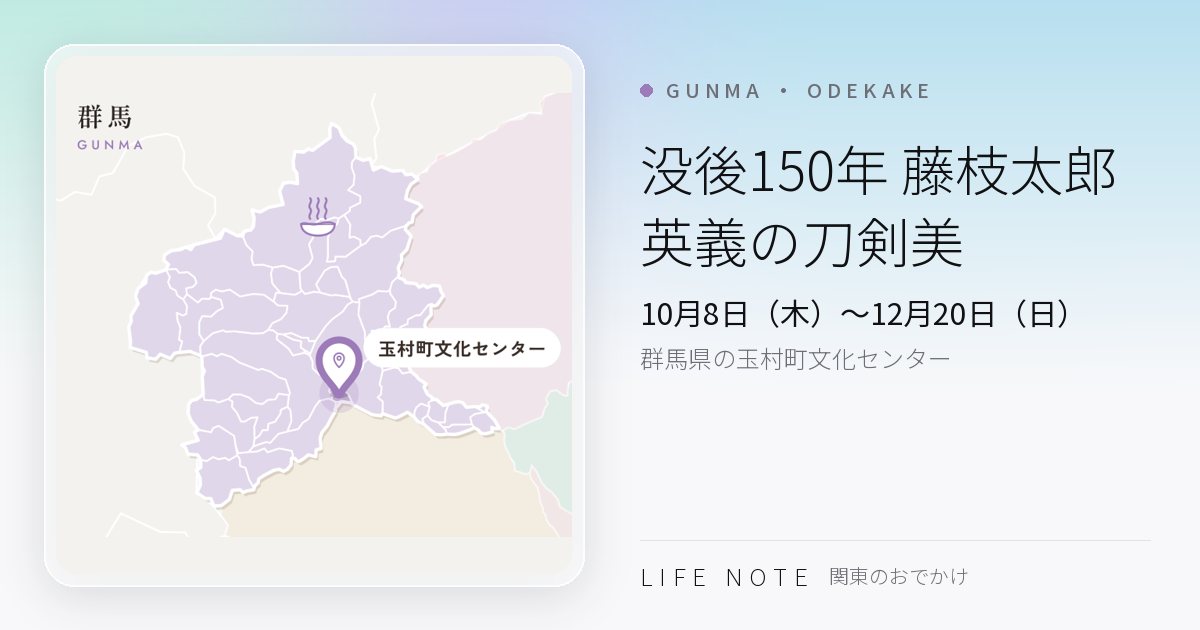 群馬
GUNMA
玉村町文化センター
GUNMA ・ ODEKAKE
没後150年 藤枝太郎
英義の刀剣美
10月8日（木）〜12月20日（日）
群馬県の玉村町文化センター
LIFE NOTE 関東のおでかけ